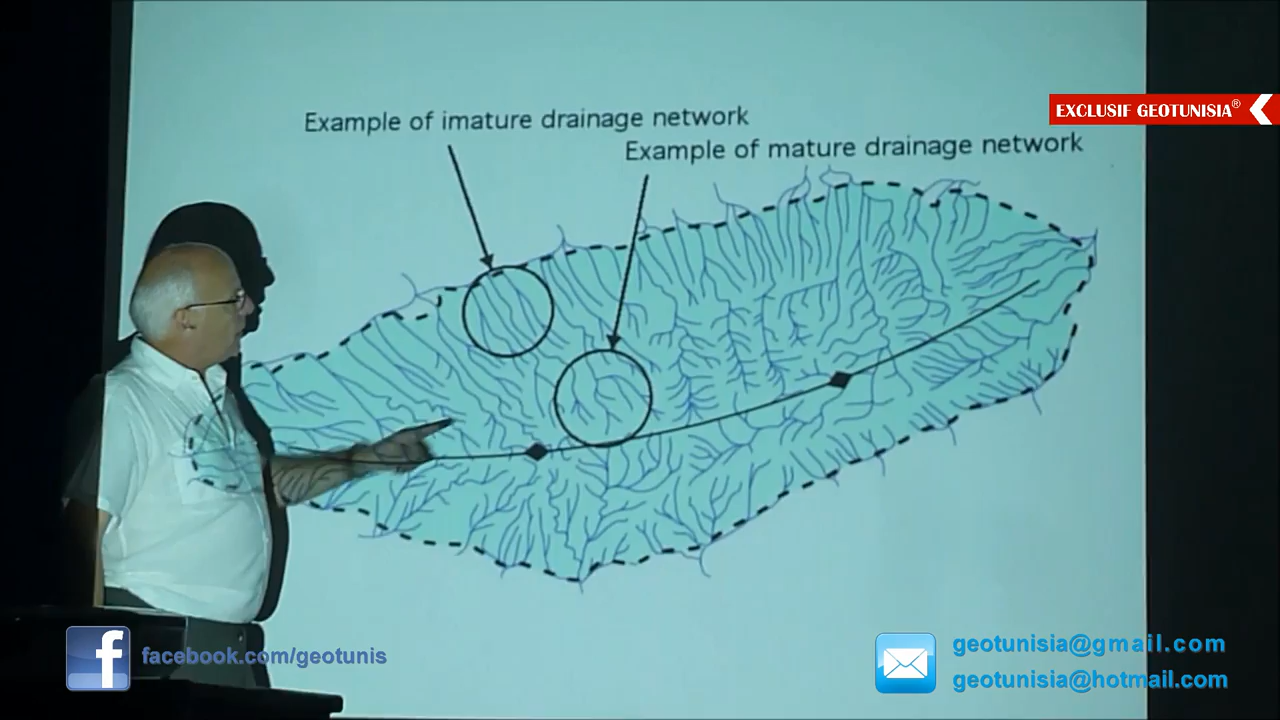 EXCLUSIF GEOTUNISIA®
Example of imature drainage network
Example of mature drainage network
f
facebook.com/geotunis
geotunisia@gmail.com
geotunisia@hotmail.com